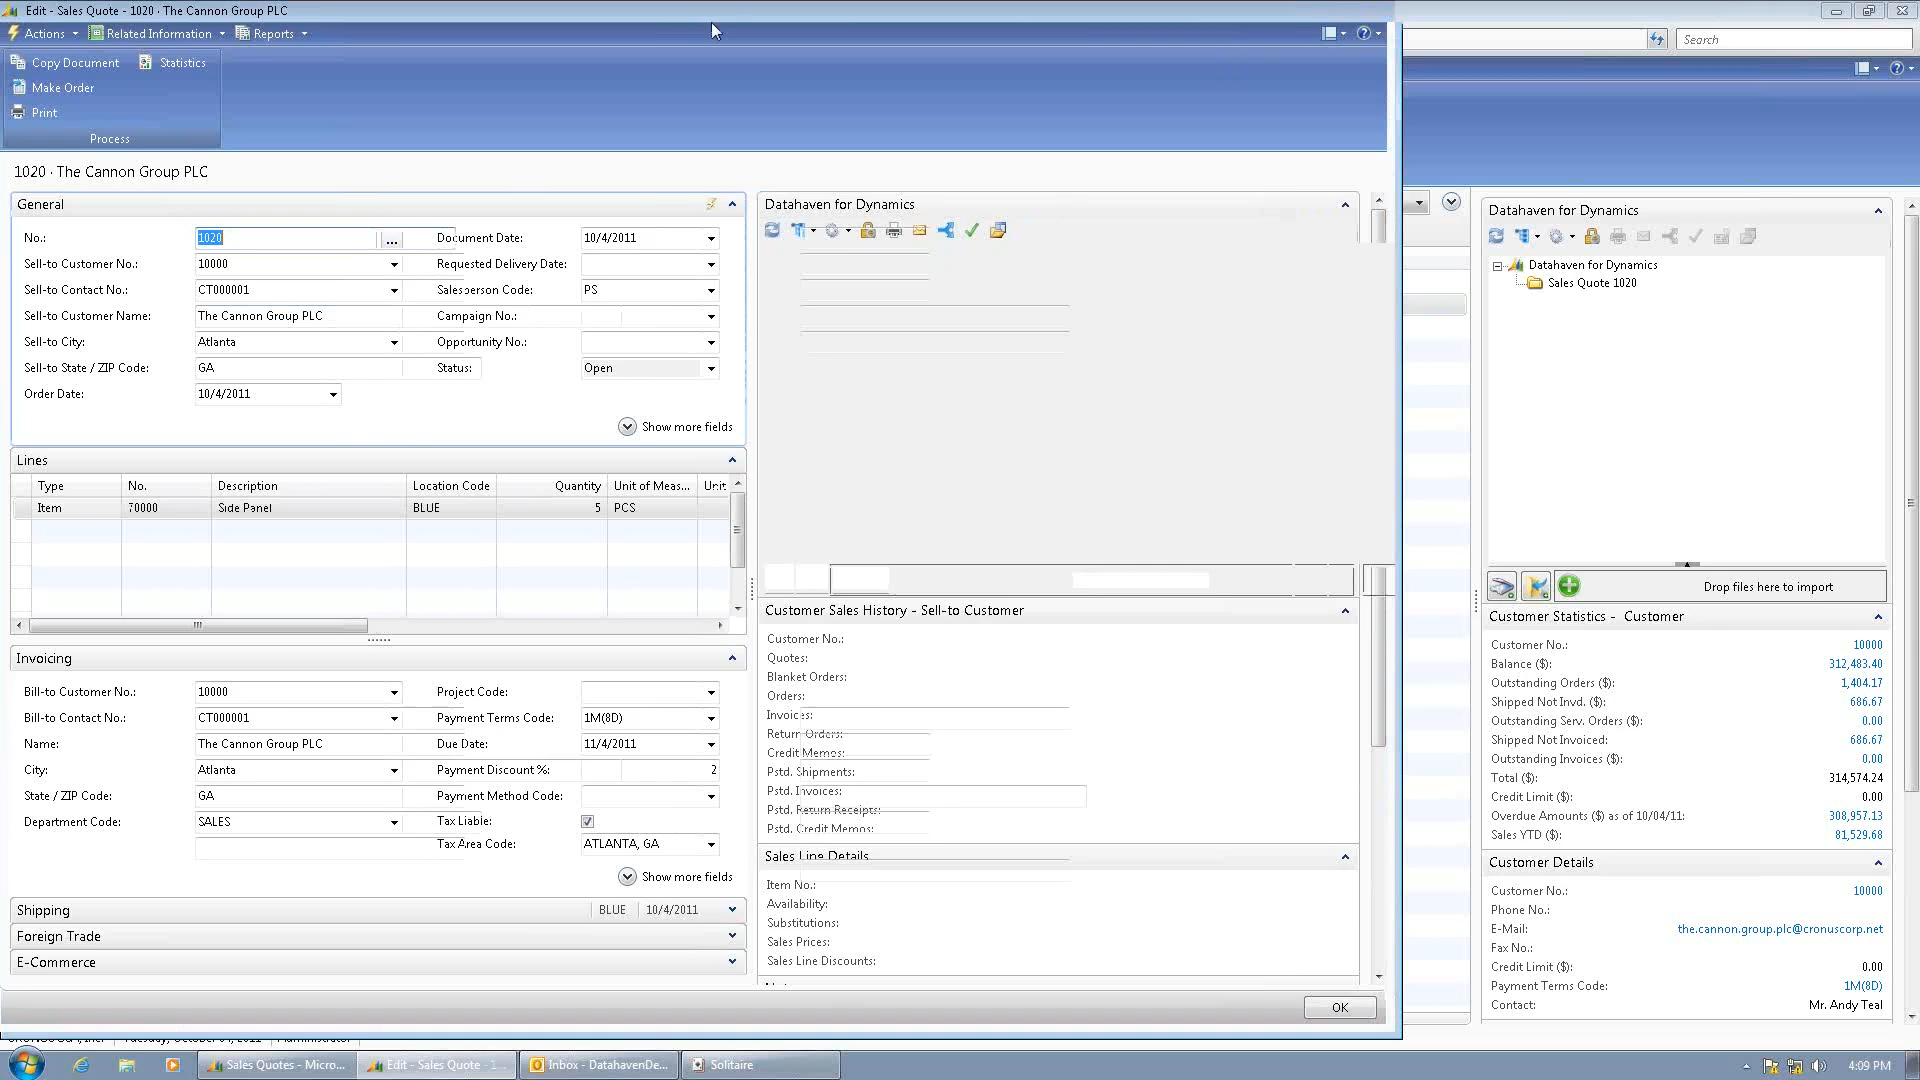 Edit - Sales Quote - 1020 · The Cannon Group PLC
Actions Related Information Reports
Search
Copy Document Statistics
Make Order
Print
Process
1020 · The Cannon Group PLC
General
No.: 1020 ... Document Date: 10/4/2011
Sell-to Customer No.: 10000 Requested Delivery Date:
Sell-to Contact No.: CT000001 Salesperson Code: PS
Sell-to Customer Name: The Cannon Group PLC Campaign No.:
Sell-to City: Atlanta Opportunity No.:
Sell-to State / ZIP Code: GA Status: Open
Order Date: 10/4/2011
Show more fields
Lines
Type No. Description Location Code Quantity Unit of Meas... Unit
Item 70000 Side Panel BLUE 5 PCS
Invoicing
Bill-to Customer No.: 10000 Project Code:
Bill-to Contact No.: CT000001 Payment Terms Code: 1M(8D)
Name: The Cannon Group PLC Due Date: 11/4/2011
City: Atlanta Payment Discount %: 2
State / ZIP Code: GA Payment Method Code:
Department Code: SALES Tax Liable:
Tax Area Code: ATLANTA, GA
Show more fields
Shipping BLUE 10/4/2011
Foreign Trade
E-Commerce
Datahaven for Dynamics
Customer Sales History - Sell-to Customer
Customer No.:
Quotes:
Blanket Orders:
Orders:
Invoices:
Return Orders:
Credit Memos:
Pstd. Shipments:
Pstd. Invoices:
Pstd. Return Receipts:
Pstd. Credit Memos:
Sales Line Details
Item No.:
Availability:
Substitutions:
Sales Prices:
Sales Line Discounts:
OK
Datahaven for Dynamics
Datahaven for Dynamics
Sales Quote 1020
Drop files here to import
Customer Statistics - Customer
Customer No.: 10000
Balance ($): 312,483.40
Outstanding Orders ($): 1,404.17
Shipped Not Invd. ($): 686.67
Outstanding Serv. Orders ($): 0.00
Shipped Not Invoiced: 686.67
Outstanding Invoices ($): 0.00
Total ($): 314,574.24
Credit Limit ($): 0.00
Overdue Amounts ($) as of 10/04/11: 308,957.13
Sales YTD ($): 81,529.68
Customer Details
Customer No.: 10000
Phone No.:
E-Mail: the.cannon.group.plc@cronuscorp.net
Fax No.:
Credit Limit ($): 0.00
Payment Terms Code: 1M(8D)
Contact: Mr. Andy Teal
Tuesday, October 04, 2011 Administrator
Sales Quotes - Micro... Edit - Sales Quote - 1... Inbox - DatahavenDe... Solitaire 4:09 PM